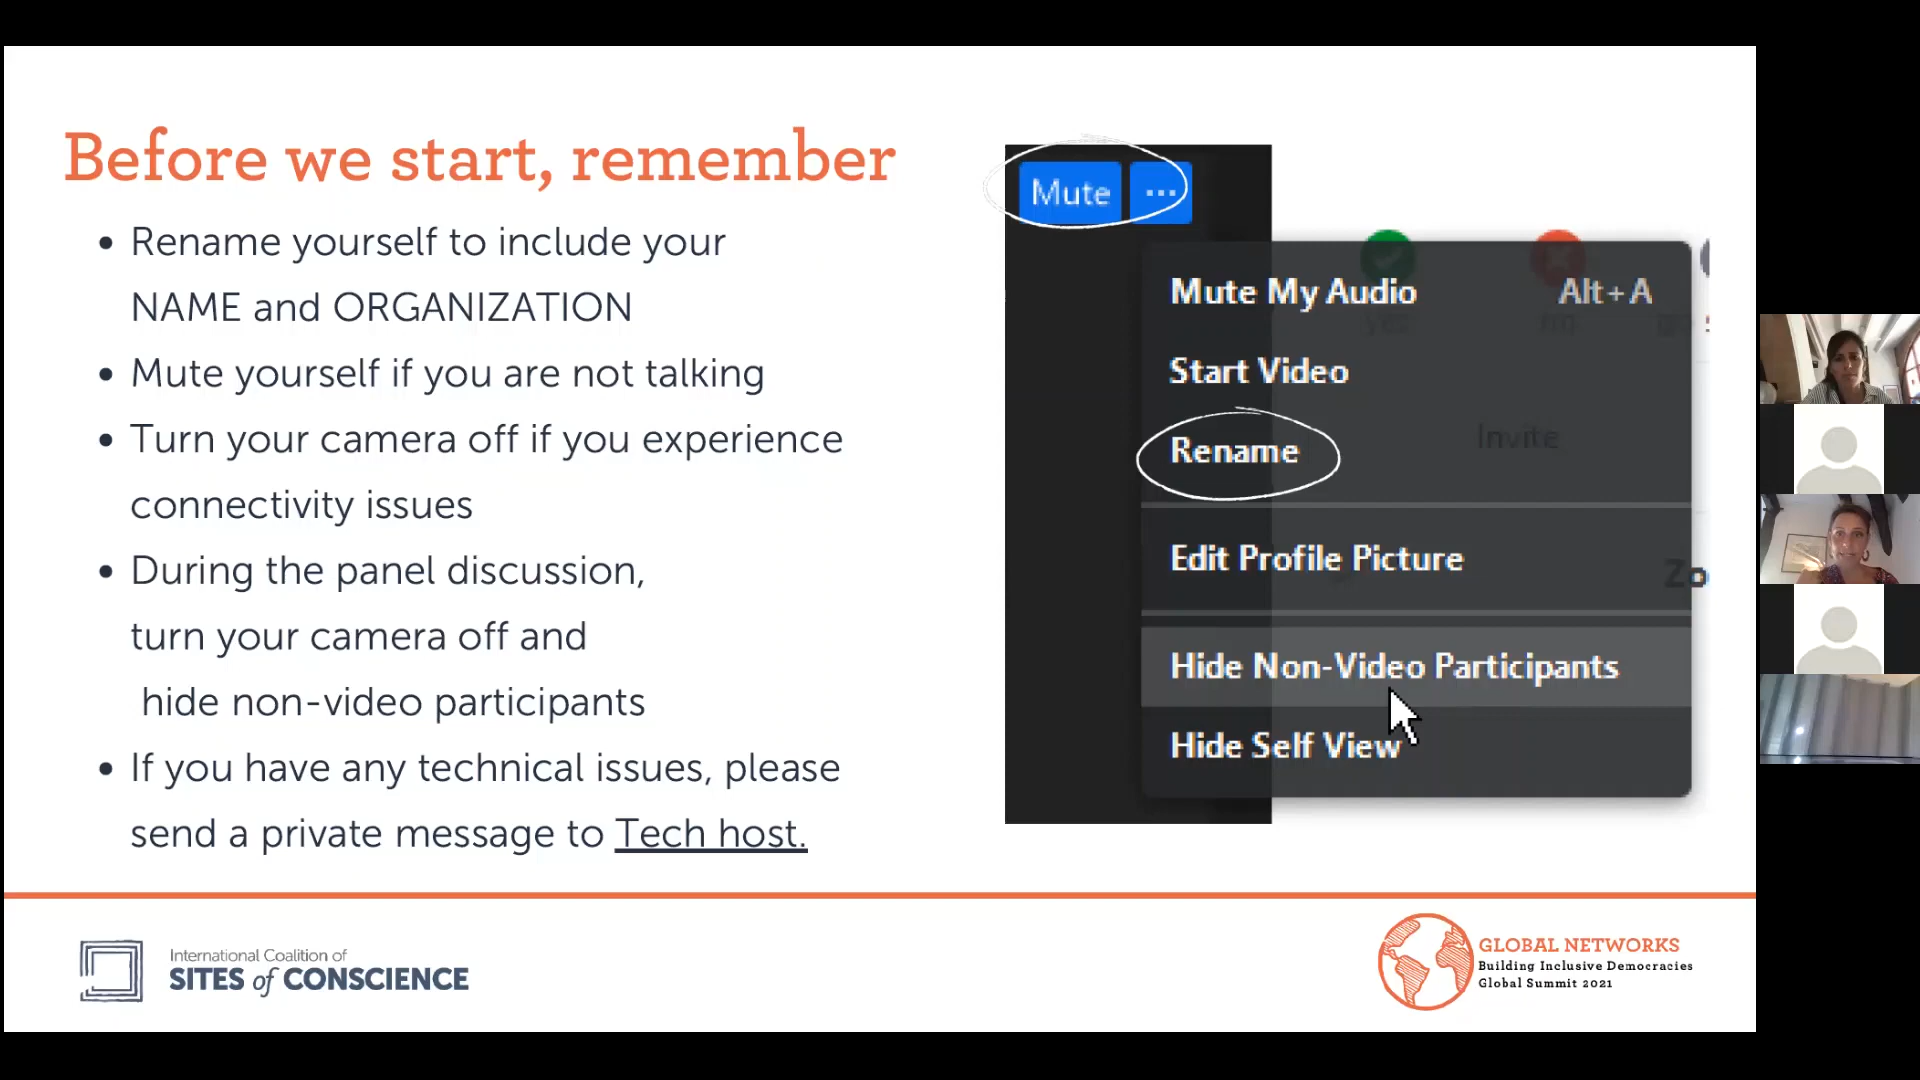 Before we start, remember
• Rename yourself to include your
NAME and ORGANIZATION
• Mute yourself if you are not talking
• Turn your camera off if you experience
connectivity issues
• During the panel discussion,
turn your camera off and
hide non-video participants
• If you have any technical issues, please
send a private message to Tech host.
Mute ...
Mute My Audio Alt+A
yes no go
Start Video
Rename
Invite
Edit Profile Picture
Zo
Hide Non-Video Participants
Hide Self View
International Coalition of
SITES of CONSCIENCE
GLOBAL NETWORKS
Building Inclusive Democracies
Global Summit 2021